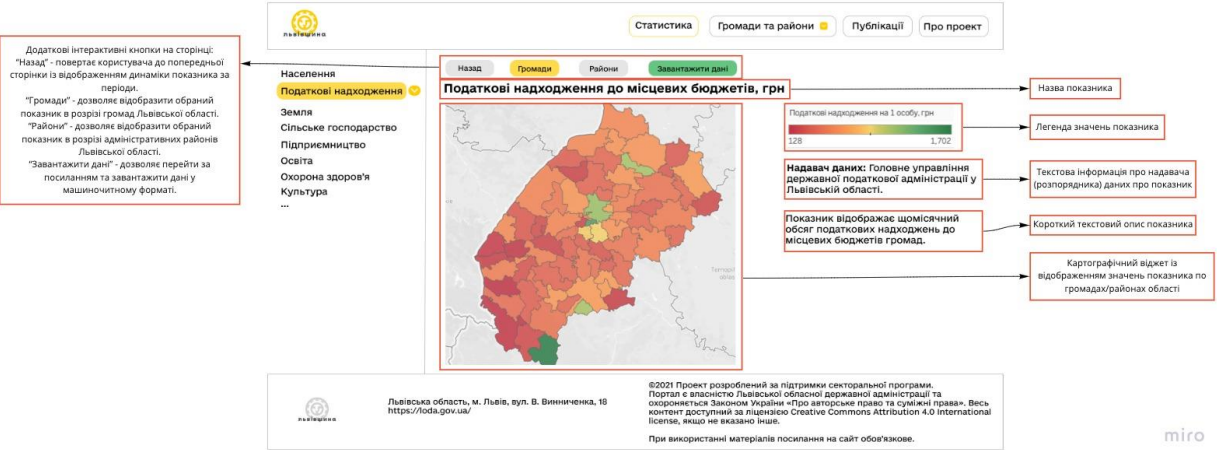 Додаткові інтерактивні кнопки на сторінці:
“Назад” - повертає користувача до попередньої
сторінки із відображенням динаміки показника за
періоди.
“Громади” - дозволяє відобразити обраний
показник в розрізі громад Львівської області.
“Райони” - дозволяє відобразити обраний
показник в розрізі адміністративних районів
Львівської області.
“Завантажити дані” - дозволяє перейти за
посиланням та завантажити дані у
машиночитному форматі.
львівщина
Статистика
Громади та райони
Публікації
Про проект
Населення
Податкові надходження
Земля
Сільське господарство
Підприємництво
Освіта
Охорона здоров'я
Культура
...
Назад
Громади
Райони
Завантажити дані
Податкові надходження до місцевих бюджетів, грн
Податкові надходження на 1 особу, грн
128
1,702
Надавач даних: Головне управління
державної податкової адміністрації у
Львівській області.
Показник відображає щомісячний
обсяг податкових надходжень до
місцевих бюджетів громад.
Назва показника
Легенда значень показника
Текстова інформація про надавача
(розпорядника) даних про показник
Короткий текстовий опис показника
Картографічний віджет із
відображенням значень показника по
громадах/районах області
львівщина
Львівська область, м. Львів, вул. В. Винниченка, 18
https://loda.gov.ua/
©2021 Проект розроблений за підтримки секторальної програми.
Портал є власністю Львівської обласної державної адміністрації та
охороняється Законом України «Про авторське право та суміжні права». Весь
контент доступний за ліцензією Creative Commons Attribution 4.0 International
license, якщо не вказано інше.
При використанні матеріалів посилання на сайт обов'язкове.
miro